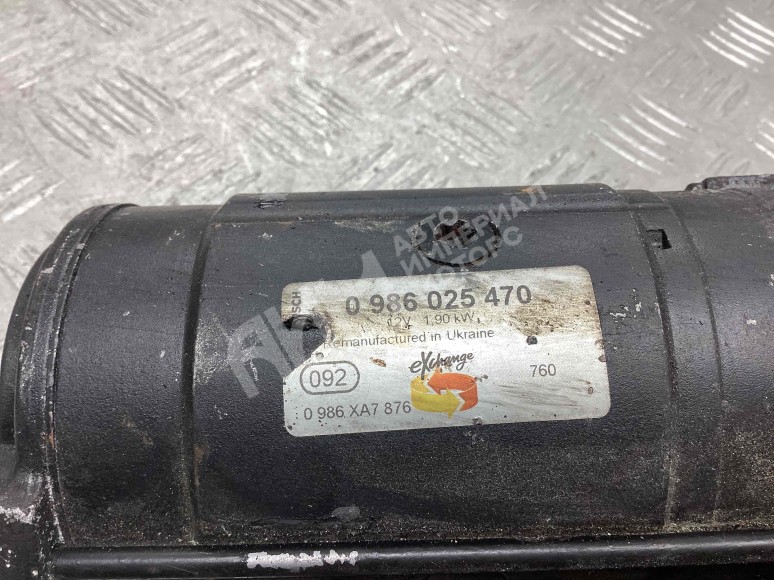 0 986 025 470
12V 1.90 kW
Remanufactured in Ukraine
eXchange
092
760
0 986 XA7 876
АВТО
ИМПЕРИАЛ
МОТОРС